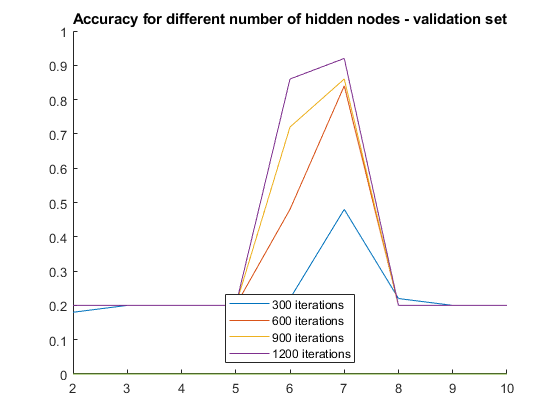 Accuracy for different number of hidden nodes - validation set
1
0.9
0.8
0.7
0.6
0.5
0.4
0.3
0.2
0.1
0
300 iterations
600 iterations
900 iterations
1200 iterations
2 3 4 5 6 7 8 9 10